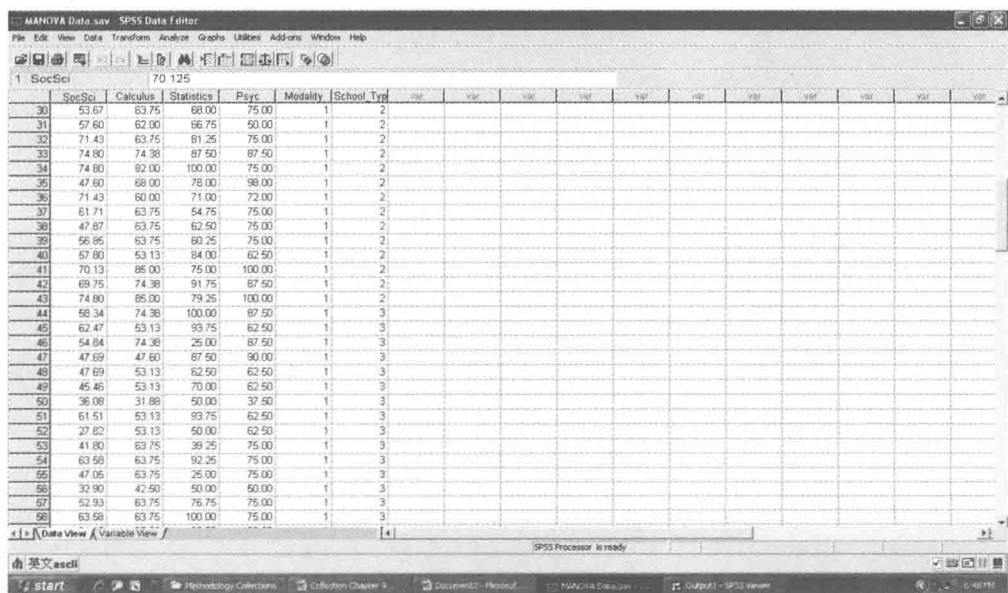 MANOVA Data.sav - SPSS Data Editor
File Edit View Data Transform Analyze Graphs Utilities Add-ons Window Help
1 : SocSci 70.125
SocSci Calculus Statistics Psyc Modality School_Typ var var var var var var var var var var
30 53.67 63.75 68.00 75.00 1 2
31 57.60 62.00 66.75 50.00 1 2
32 71.43 63.75 81.25 75.00 1 2
33 74.80 74.38 87.50 87.50 1 2
34 74.80 82.00 100.00 75.00 1 2
35 47.60 68.00 78.00 98.00 1 2
36 71.43 60.00 71.00 72.00 1 2
37 61.71 63.75 54.75 75.00 1 2
38 47.87 63.75 62.50 75.00 1 2
39 56.85 63.75 60.25 75.00 1 2
40 57.80 53.13 84.00 62.50 1 2
41 70.13 85.00 75.00 100.00 1 2
42 69.75 74.38 91.75 87.50 1 2
43 74.80 85.00 79.25 100.00 1 2
44 58.34 74.38 100.00 87.50 1 3
45 62.47 53.13 93.75 62.50 1 3
46 54.84 74.38 25.00 87.50 1 3
47 47.69 47.60 87.50 90.00 1 3
48 47.69 53.13 62.50 62.50 1 3
49 45.46 53.13 70.00 62.50 1 3
50 36.08 31.88 50.00 37.50 1 3
51 61.51 53.13 93.75 62.50 1 3
52 27.82 53.13 50.00 62.50 1 3
53 41.80 63.75 39.25 75.00 1 3
54 63.58 63.75 92.25 75.00 1 3
55 47.05 63.75 25.00 75.00 1 3
56 32.90 42.50 50.00 50.00 1 3
57 52.93 63.75 76.75 75.00 1 3
58 63.58 63.75 100.00 75.00 1 3
Data View Variable View
SPSS Processor is ready
英文ascii
start Methodology Collections Collection Chapter 9... Document2 - Microsof... MANOVA Data.sav - ... Output1 - SPSS Viewer 6:48 PM